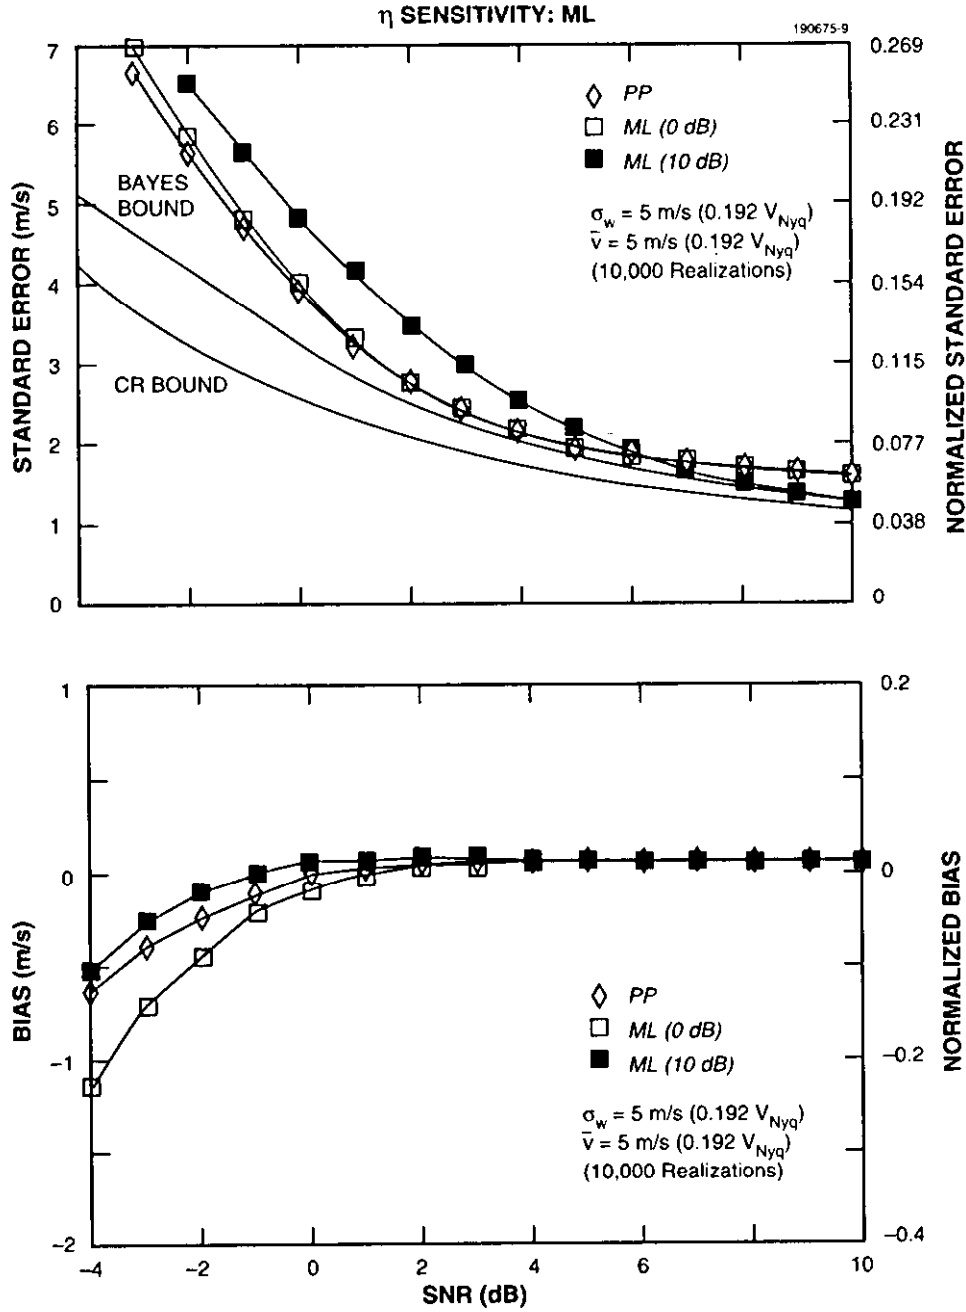 η SENSITIVITY: ML
190675-9
7
6
5
4
3
2
1
0
STANDARD ERROR (m/s)
BAYES
BOUND
CR BOUND
PP
ML (0 dB)
ML (10 dB)
σw = 5 m/s (0.192 VNyq)
v̄ = 5 m/s (0.192 VNyq)
(10,000 Realizations)
0.269
0.231
0.192
0.154
0.115
0.077
0.038
0
NORMALIZED STANDARD ERROR
1
0
–1
–2
BIAS (m/s)
PP
ML (0 dB)
ML (10 dB)
σw = 5 m/s (0.192 VNyq)
v̄ = 5 m/s (0.192 VNyq)
(10,000 Realizations)
0.2
0
–0.2
–0.4
NORMALIZED BIAS
–4 –2 0 2 4 6 8 10
SNR (dB)